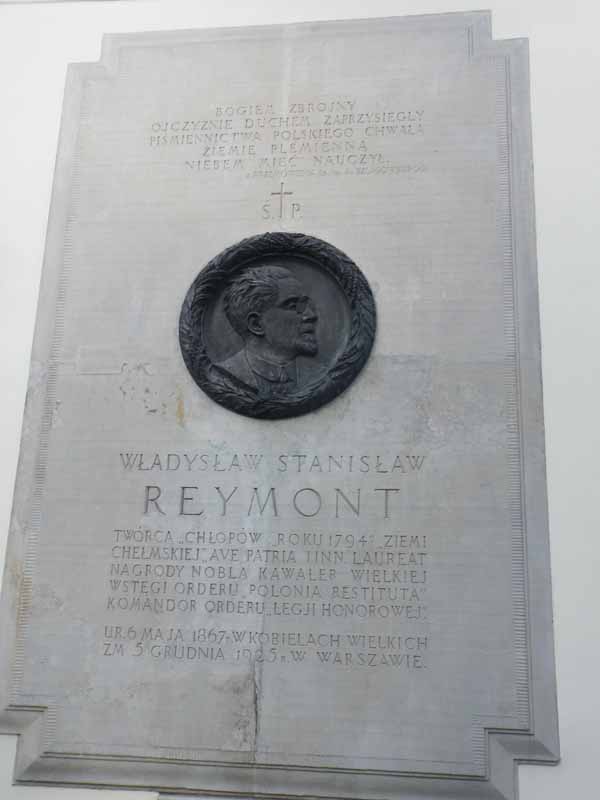 BOGIEM ZBROJNY
OJCZYZNIE DUCHEM ZAPRZYSIĘGŁY
PIŚMIENNICTWA POLSKIEGO CHWAŁĄ
ZIEMIE PLEMIENNĄ
NIEBEM MIEĆ NAUCZYŁ.
Ś. P.
WŁADYSŁAW STANISŁAW
REYMONT
TWÓRCA „CHŁOPÓW”, „ROKU 1794”, „ZIEMI
CHEŁMSKIEJ”, „AVE PATRIA” I INN. LAUREAT
NAGRODY NOBLA KAWALER WIELKIEJ
WSTĘGI ORDERU „POLONIA RESTITUTA”
KOMANDOR ORDERU „LEGJI HONOROWEJ”.
UR. 6 MAJA 1867 R. W KOBIELACH WIELKICH
ZM 5 GRUDNIA 1925 R. W WARSZAWIE.